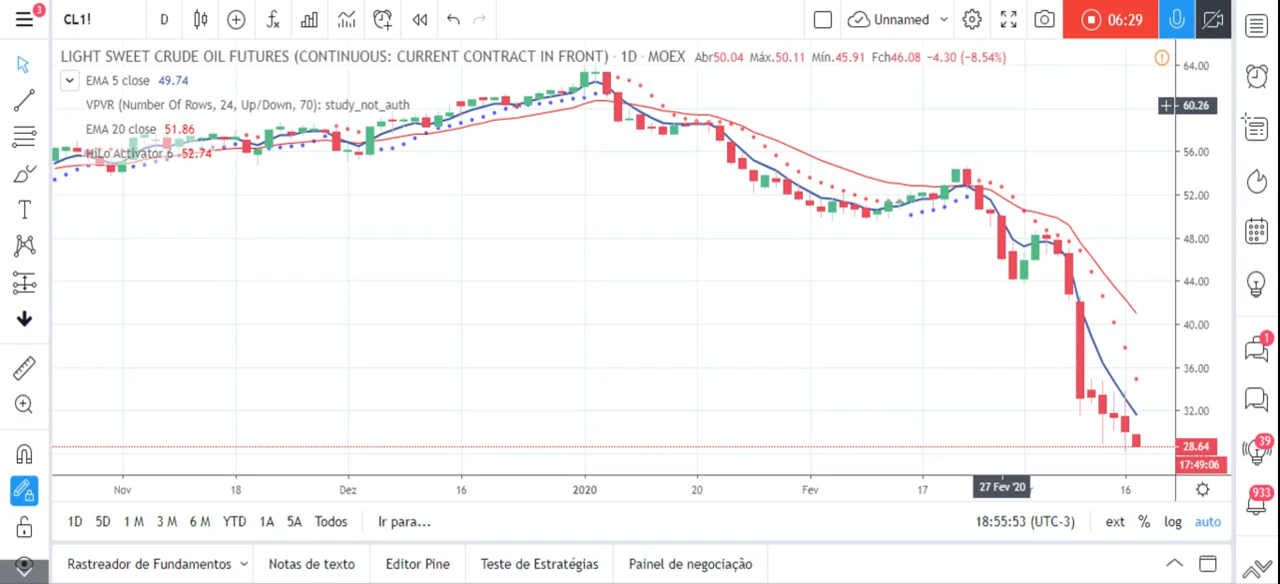 3
CL1!
D
Unnamed
06:29
LIGHT SWEET CRUDE OIL FUTURES (CONTINUOUS: CURRENT CONTRACT IN FRONT) · 1D · MOEX Abr50.04 Máx.50.11 Mín.45.91 Fch46.08 −4.30 (−8.54%)
EMA 5 close 49.74
VPVR (Number Of Rows, 24, Up/Down, 70): study_not_auth
EMA 20 close 51.86
HiLo Activator 6 52.74
64.00
60.26
56.00
52.00
48.00
44.00
40.00
36.00
32.00
28.64
17:49:06
Nov 18 Dez 16 2020 20 Fev 17 27 Fev '20 16
1D 5D 1 M 3 M 6 M YTD 1A 5A Todos Ir para... 18:55:53 (UTC-3) ext % log auto
Rastreador de Fundamentos Notas de texto Editor Pine Teste de Estratégias Painel de negociação
1
39
933